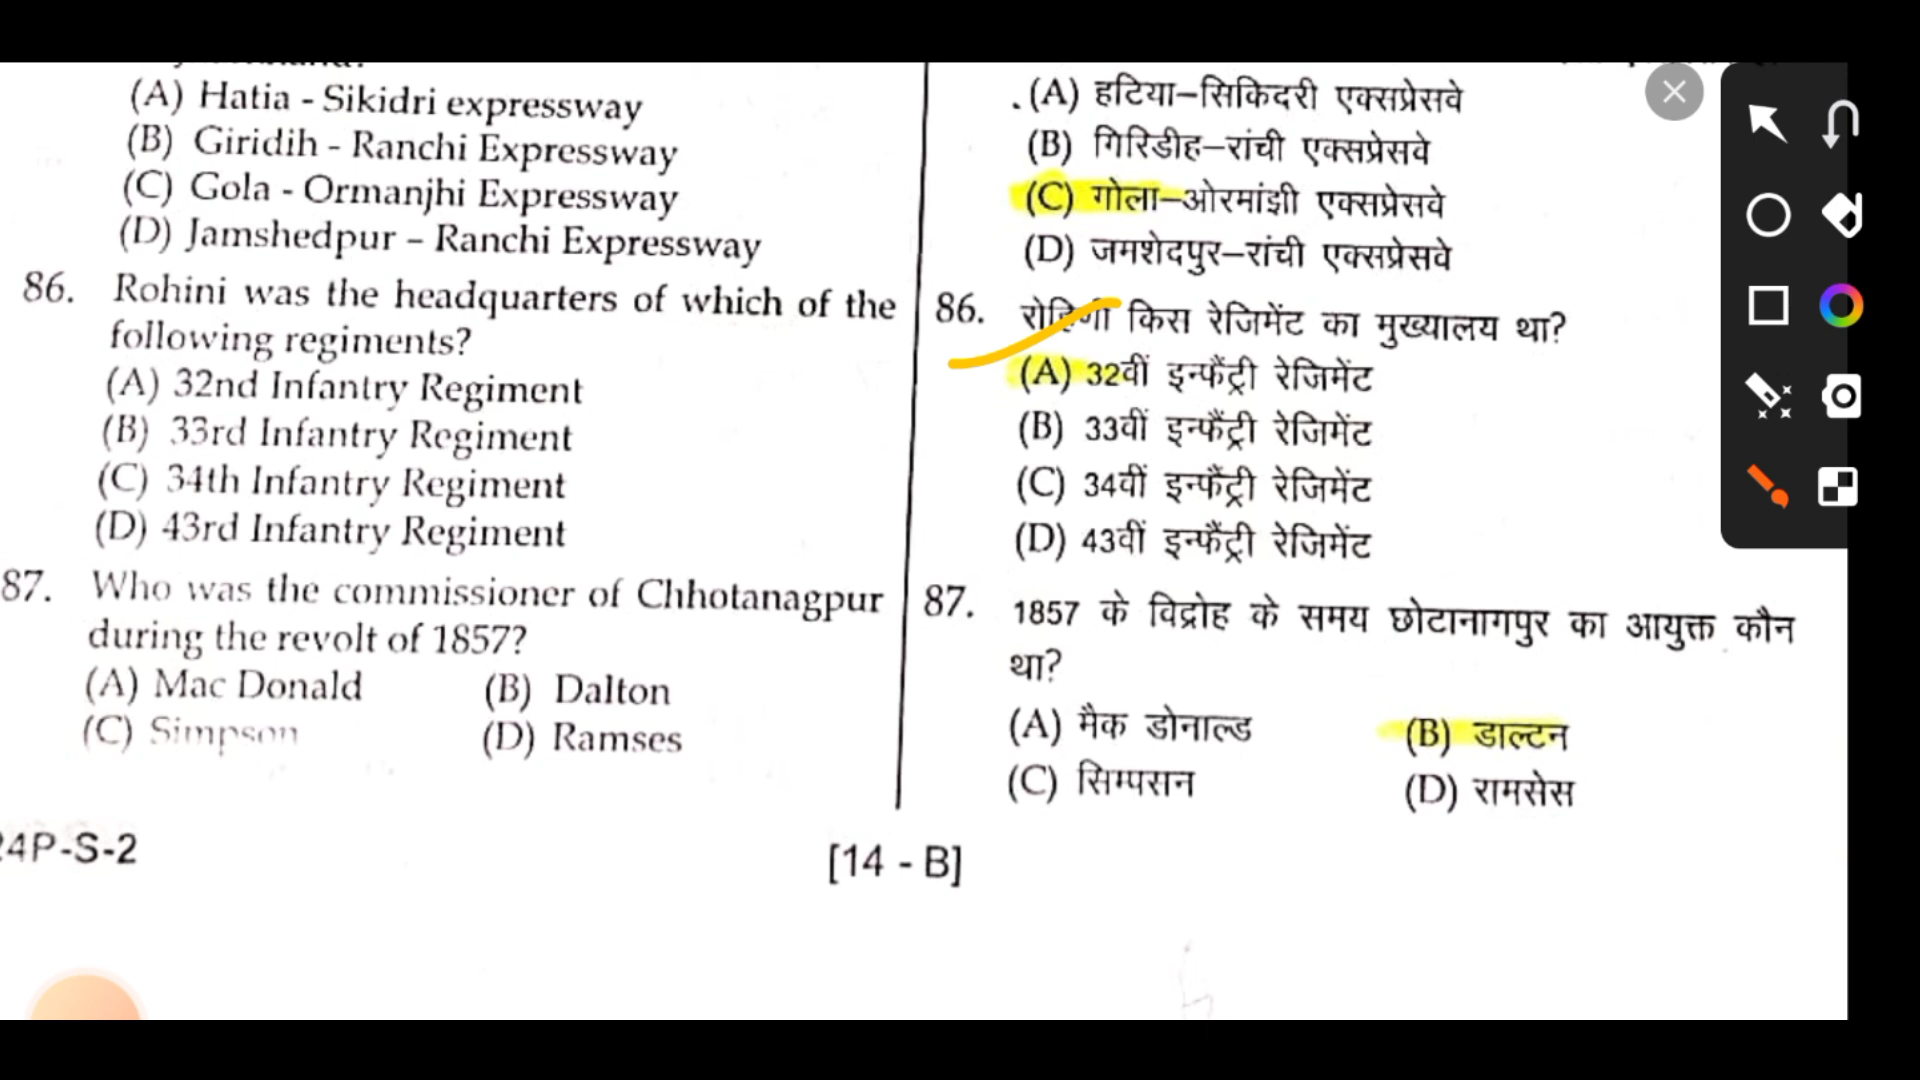 (A) Hatia - Sikidri expressway
(B) Giridih - Ranchi Expressway
(C) Gola - Ormanjhi Expressway
(D) Jamshedpur - Ranchi Expressway
86. Rohini was the headquarters of which of the
following regiments?
(A) 32nd Infantry Regiment
(B) 33rd Infantry Regiment
(C) 34th Infantry Regiment
(D) 43rd Infantry Regiment
87. Who was the commissioner of Chhotanagpur
during the revolt of 1857?
(A) Mac Donald (B) Dalton
(C) Simpson (D) Ramses
(A) हटिया–सिकिदरी एक्सप्रेसवे
(B) गिरिडीह–रांची एक्सप्रेसवे
(C) गोला–ओरमांझी एक्सप्रेसवे
(D) जमशेदपुर–रांची एक्सप्रेसवे
86. रोहिणी किस रेजिमेंट का मुख्यालय था?
(A) 32वीं इन्फैंट्री रेजिमेंट
(B) 33वीं इन्फैंट्री रेजिमेंट
(C) 34वीं इन्फैंट्री रेजिमेंट
(D) 43वीं इन्फैंट्री रेजिमेंट
87. 1857 के विद्रोह के समय छोटानागपुर का आयुक्त कौन
था?
(A) मैक डोनाल्ड (B) डाल्टन
(C) सिम्पसन (D) रामसेस
24P-S-2 [14 - B]